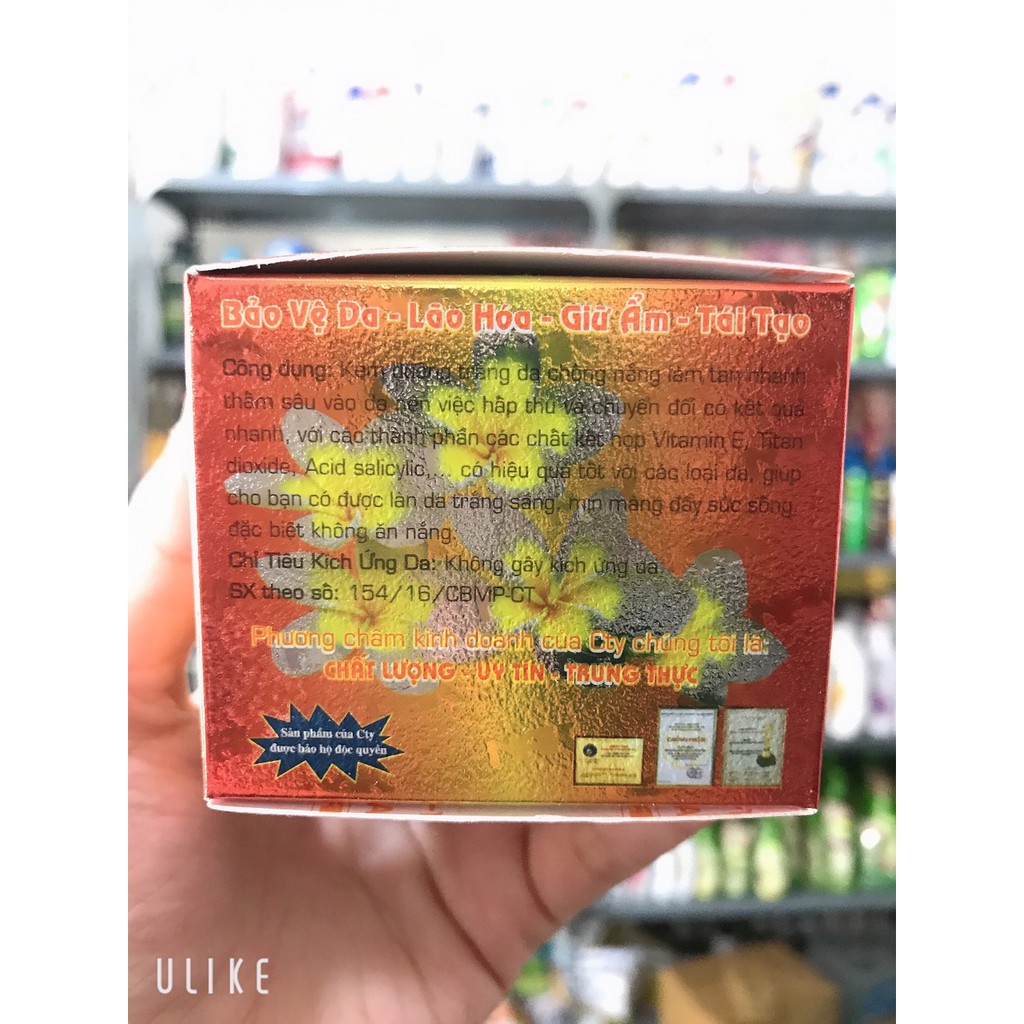 Bảo Vệ Da - Lão Hóa - Giữ Ẩm - Tái Tạo
Công dụng: Kem dưỡng trắng da chống nắng làm tan nhanh
thấm sâu vào da nên việc hấp thu và chuyển đổi có kết quả
nhanh, với các thành phần các chất kết hợp Vitamin E, Titan
dioxide, Acid salicylic,... có hiệu quả tốt với các loại da, giúp
cho bạn có được làn da trắng sáng, mịn màng đầy sức sống,
đặc biệt không ăn nắng.
Chỉ Tiêu Kích Ứng Da: Không gây kích ứng da
SX theo số: 154/16/CBMP-CT
Phương châm kinh doanh của Cty chúng tôi là:
CHẤT LƯỢNG - UY TÍN - TRUNG THỰC
Sản phẩm của Cty
được bảo hộ độc quyền
ULIKE